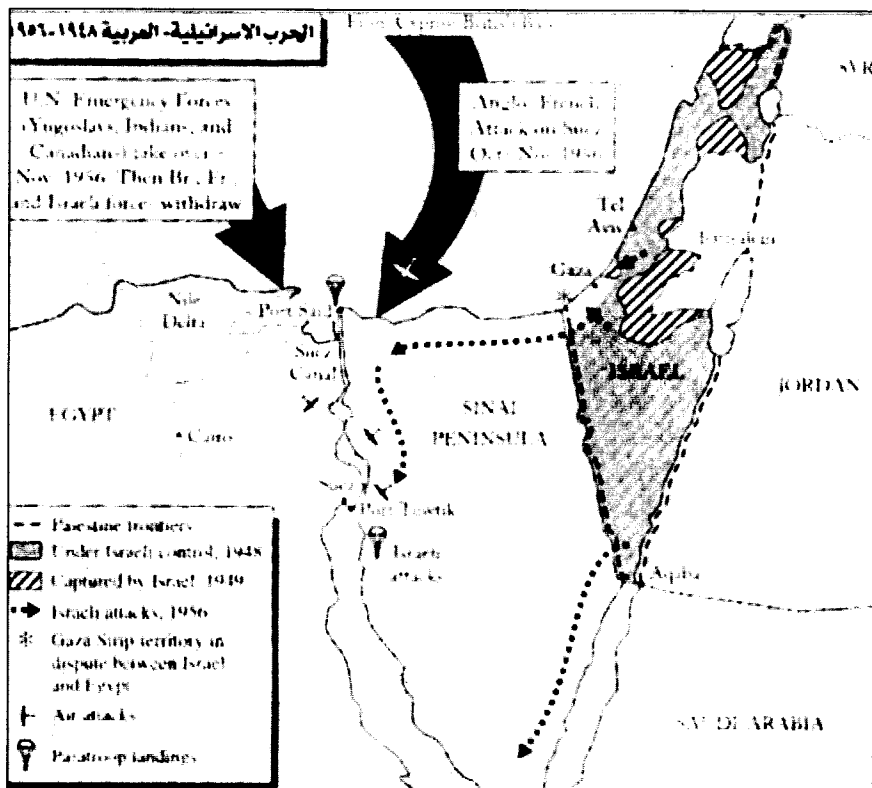 الحرب الاسرائيلية - العربية ١٩٤٨-١٩٥٦
From Cyprus
U.N. Emergency Forces
(Yugoslavs, Indians, and
Canadians) take over
Nov. 1956. Then Br., Fr.,
and Israeli forces withdraw
Anglo-French
Attack on Suez
Oct.-Nov. 1956
Tel
Aviv
Jerusalem
Gaza
Nile
Delta
Port Said
Suez
Canal
ISRAEL
JORDAN
EGYPT
Cairo
SINAI
PENINSULA
Suez
Port Tewfik
Israeli
attacks
Aqaba
SAUDI ARABIA
Palestine frontiers
Under Israeli control, 1948
Captured by Israel, 1949
Israeli attacks, 1956
Gaza Strip territory in
dispute between Israel
and Egypt
Air attacks
Paratroop landings